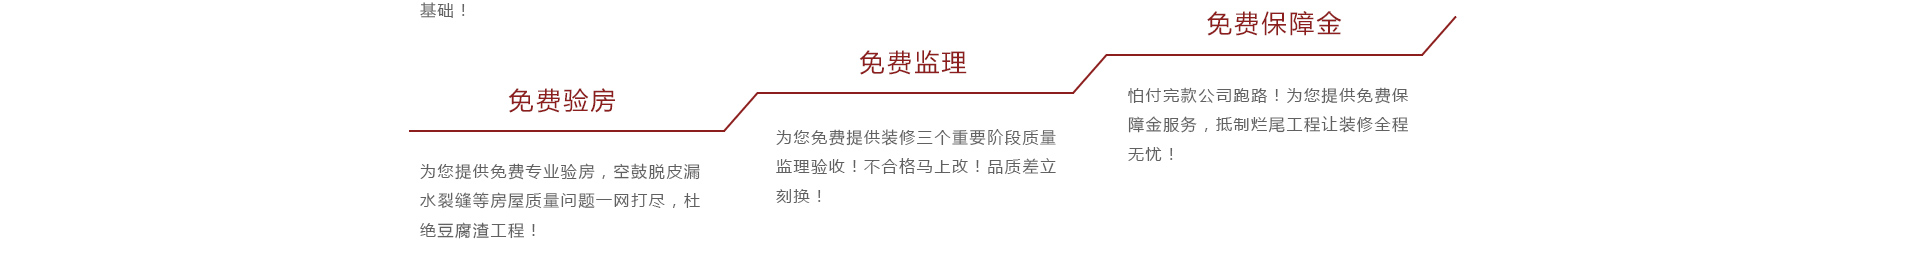 基础！
免费验房
为您提供免费专业验房，空鼓脱皮漏
水裂缝等房屋质量问题一网打尽，杜
绝豆腐渣工程！
免费监理
为您免费提供装修三个重要阶段质量
监理验收！不合格马上改！品质差立
刻换！
免费保障金
怕付完款公司跑路！为您提供免费保
障金服务，抵制烂尾工程让装修全程
无忧！